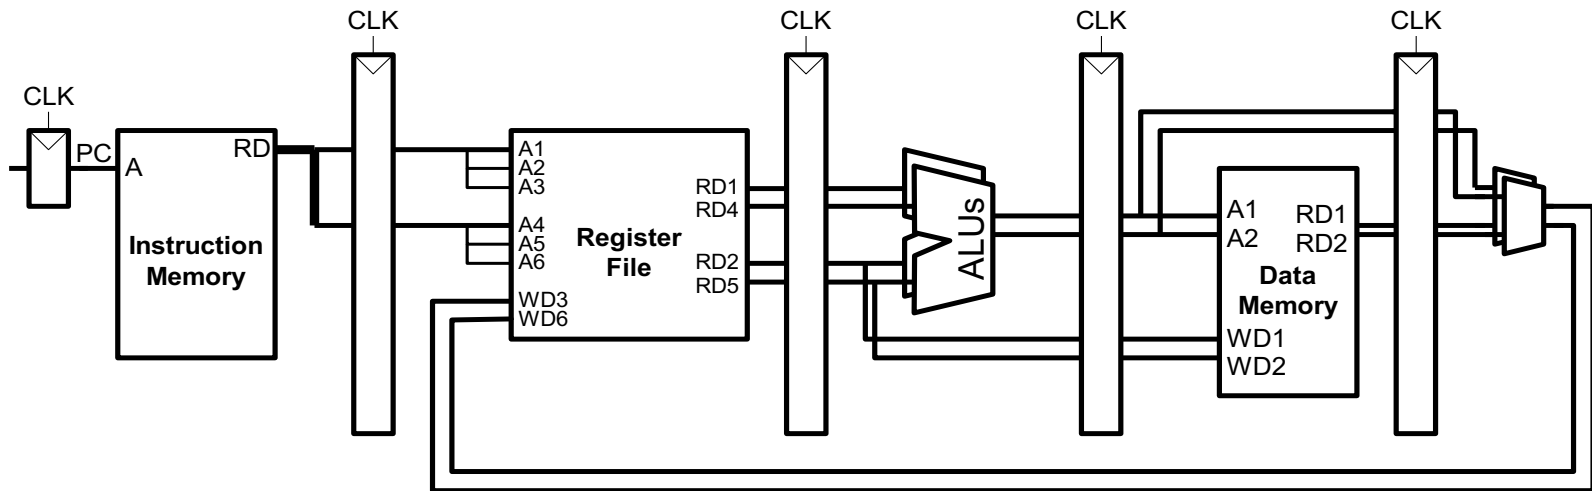 CLK
CLK
CLK
CLK
CLK
PC
A
RD
Instruction
Memory
A1
A2
A3
A4
A5
A6
WD3
WD6
Register
File
RD1
RD4
RD2
RD5
ALUs
A1
A2
RD1
RD2
Data
Memory
WD1
WD2